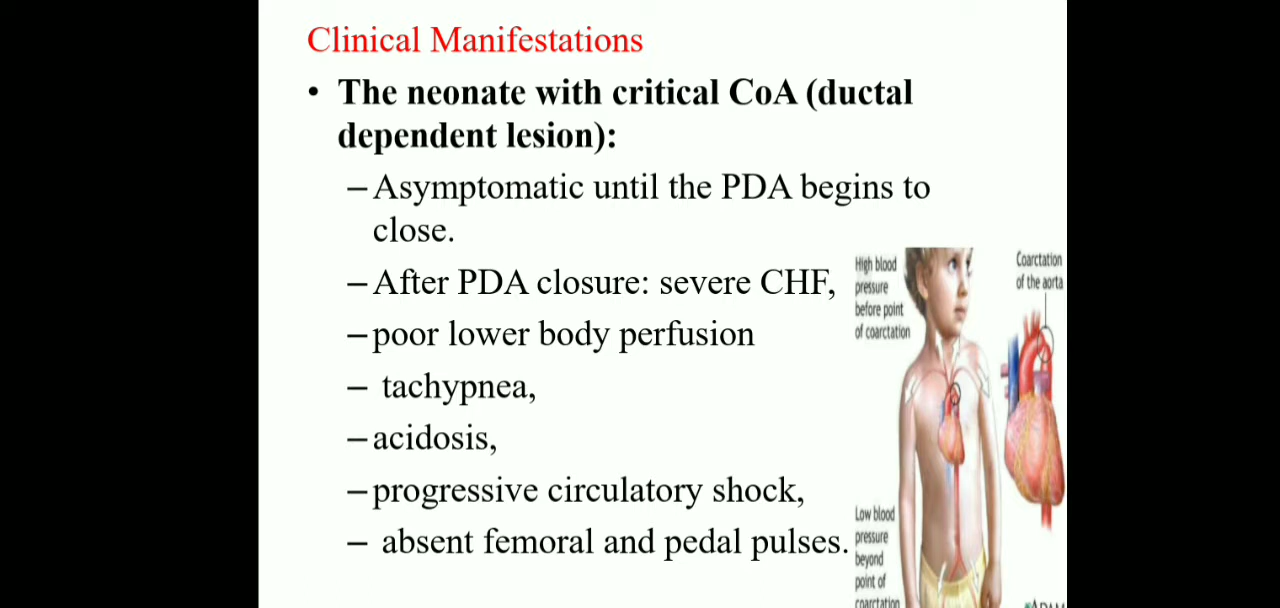 Clinical Manifestations
• The neonate with critical CoA (ductal
dependent lesion):
– Asymptomatic until the PDA begins to
close.
– After PDA closure: severe CHF,
– poor lower body perfusion
– tachypnea,
– acidosis,
– progressive circulatory shock,
– absent femoral and pedal pulses.
High blood
pressure
before point
of coarctation
Coarctation
of the aorta
Low blood
pressure
beyond
point of
coarctation